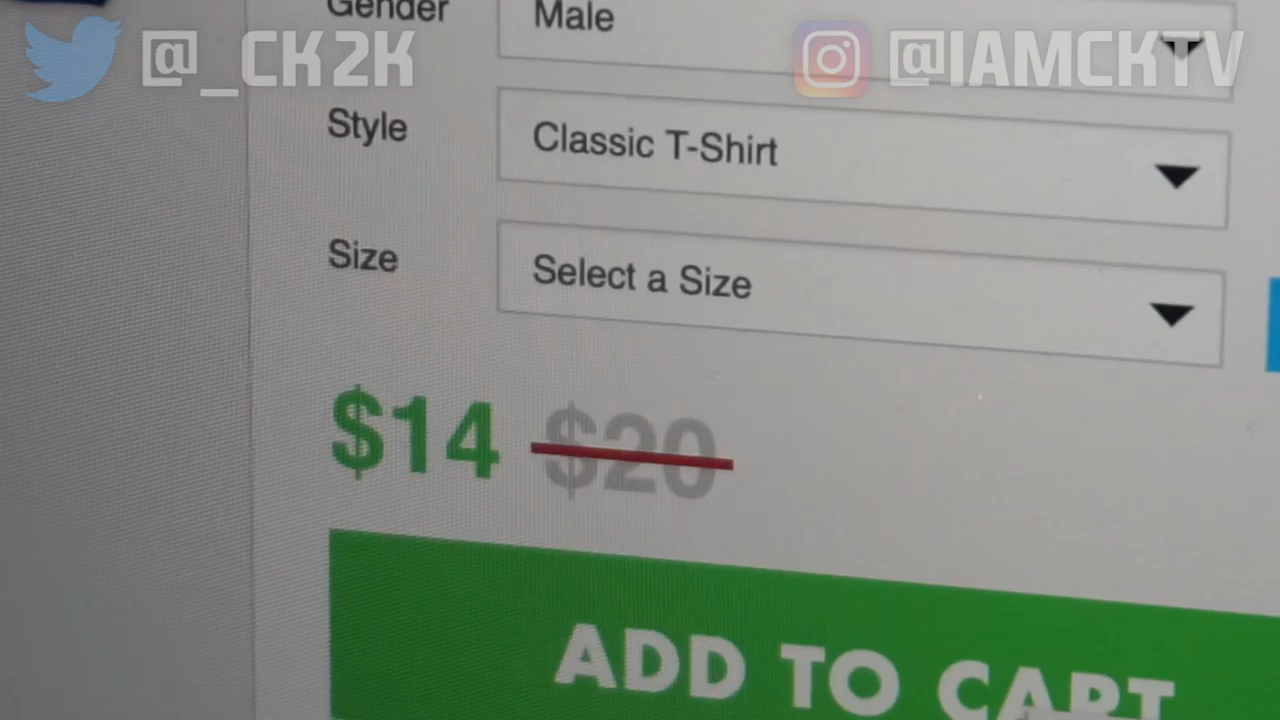 Gender Male
@_CK2K @IAMCKTV
Style Classic T-Shirt
Size Select a Size
$14 $20
ADD TO CART